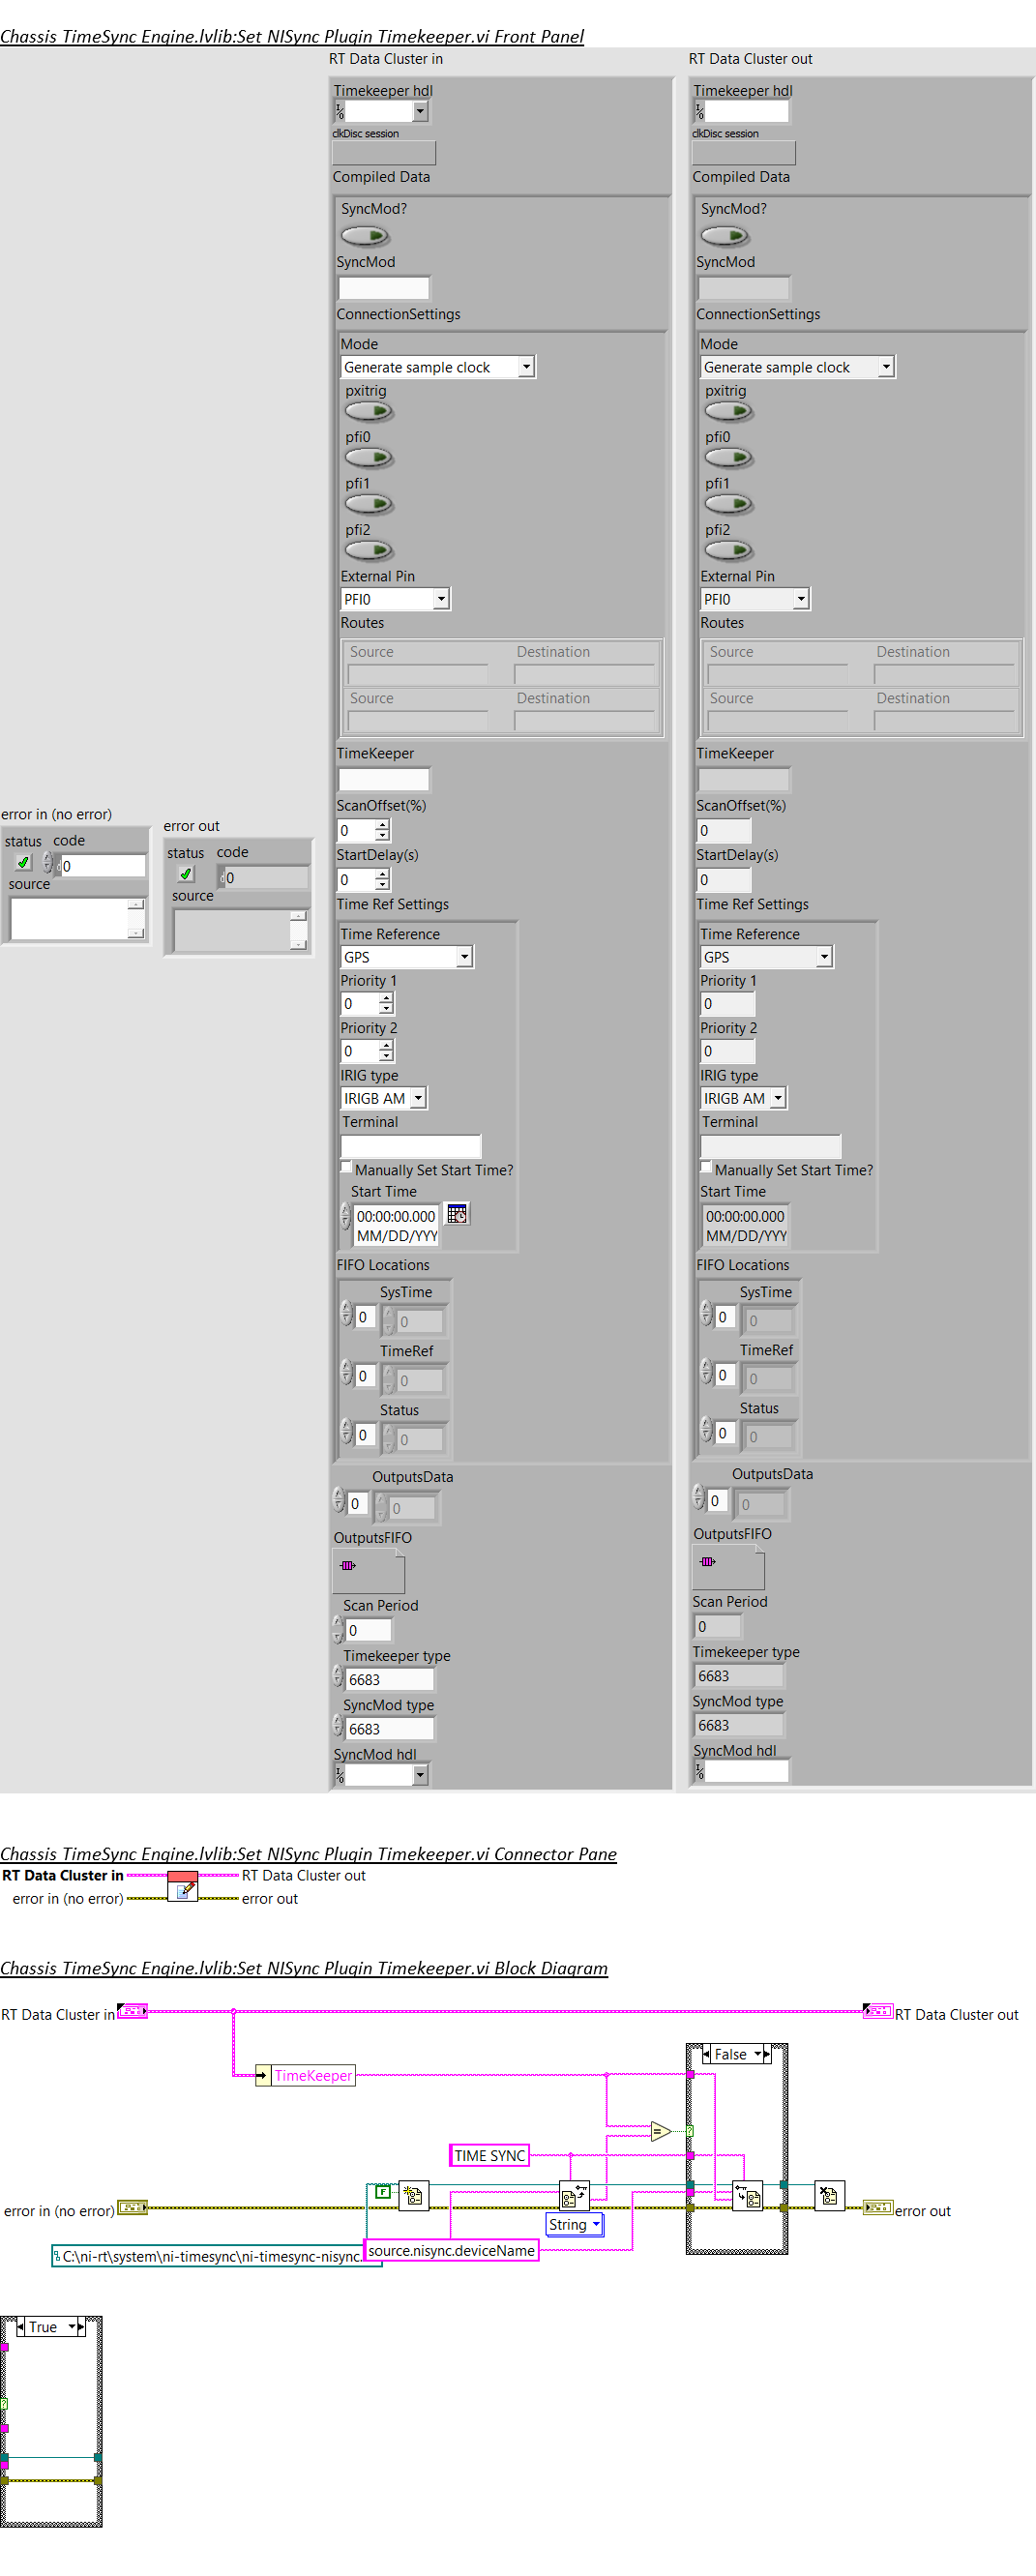 Chassis TimeSync Engine.lvlib:Set NISync Plugin Timekeeper.vi Front Panel
RT Data Cluster in
Timekeeper hdl
clkDisc session
Compiled Data
SyncMod?
SyncMod
ConnectionSettings
Mode
Generate sample clock
pxitrig
pfi0
pfi1
pfi2
External Pin
PFI0
Routes
Source Destination
Source Destination
TimeKeeper
ScanOffset(%)
0
StartDelay(s)
0
Time Ref Settings
Time Reference
GPS
Priority 1
0
Priority 2
0
IRIG type
IRIGB AM
Terminal
Manually Set Start Time?
Start Time
00:00:00.000
MM/DD/YYY
FIFO Locations
SysTime
0 0
TimeRef
0 0
Status
0 0
OutputsData
0 0
OutputsFIFO
Scan Period
0
Timekeeper type
6683
SyncMod type
6683
SyncMod hdl
RT Data Cluster out
Timekeeper hdl
clkDisc session
Compiled Data
SyncMod?
SyncMod
ConnectionSettings
Mode
Generate sample clock
pxitrig
pfi0
pfi1
pfi2
External Pin
PFI0
Routes
Source Destination
Source Destination
TimeKeeper
ScanOffset(%)
0
StartDelay(s)
0
Time Ref Settings
Time Reference
GPS
Priority 1
0
Priority 2
0
IRIG type
IRIGB AM
Terminal
Manually Set Start Time?
Start Time
00:00:00.000
MM/DD/YYY
FIFO Locations
SysTime
0 0
TimeRef
0 0
Status
0 0
OutputsData
0 0
OutputsFIFO
Scan Period
0
Timekeeper type
6683
SyncMod type
6683
SyncMod hdl
error in (no error)
status code
d0
source
error out
status code
d0
source
Chassis TimeSync Engine.lvlib:Set NISync Plugin Timekeeper.vi Connector Pane
RT Data Cluster in RT Data Cluster out
error in (no error) error out
Chassis TimeSync Engine.lvlib:Set NISync Plugin Timekeeper.vi Block Diagram
RT Data Cluster in RT Data Cluster out
False
TimeKeeper
=
?
TIME SYNC
F
error in (no error) error out
String
C:\ni-rt\system\ni-timesync\ni-timesync-nisync.
source.nisync.deviceName
True
?